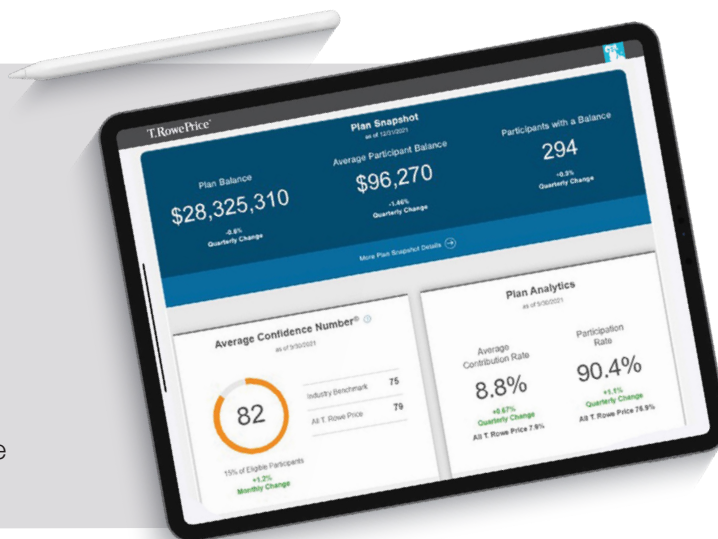 T.RowePrice
Plan Snapshot
as of 12/31/2021
Plan Balance
$28,325,310
-0.6%
Quarterly Change
Average Participant Balance
$96,270
-1.46%
Quarterly Change
Participants with a Balance
294
+0.9%
Quarterly Change
More Plan Snapshot Details
Average Confidence Number®
as of 9/30/2021
82
Industry Benchmark 75
All T. Rowe Price 79
15% of Eligible Participants
+1.2%
Monthly Change
Plan Analytics
as of 9/30/2021
Average
Contribution Rate
8.8%
+0.67%
Quarterly Change
All T. Rowe Price 7.9%
Participation
Rate
90.4%
+1.1%
Quarterly Change
All T. Rowe Price 76.9%
e